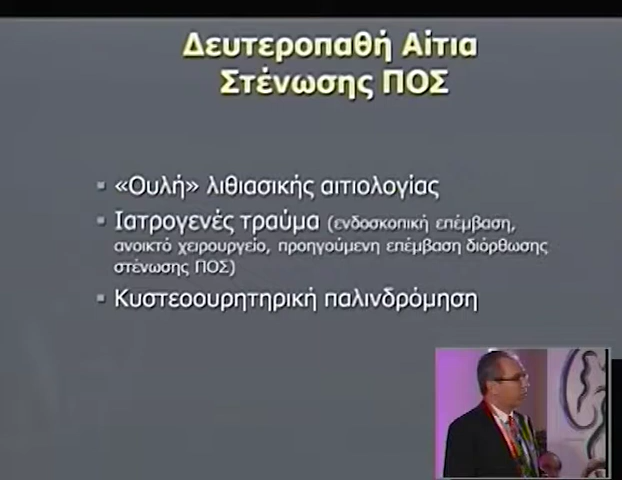 Δευτεροπαθή Αίτια
Στένωσης ΠΟΣ
«Ουλή» λιθιασικής αιτιολογίας
Ιατρογενές τραύμα (ενδοσκοπική επέμβαση,
ανοικτό χειρουργείο, προηγούμενη επέμβαση διόρθωσης
στένωσης ΠΟΣ)
Κυστεοουρητηρική παλινδρόμηση